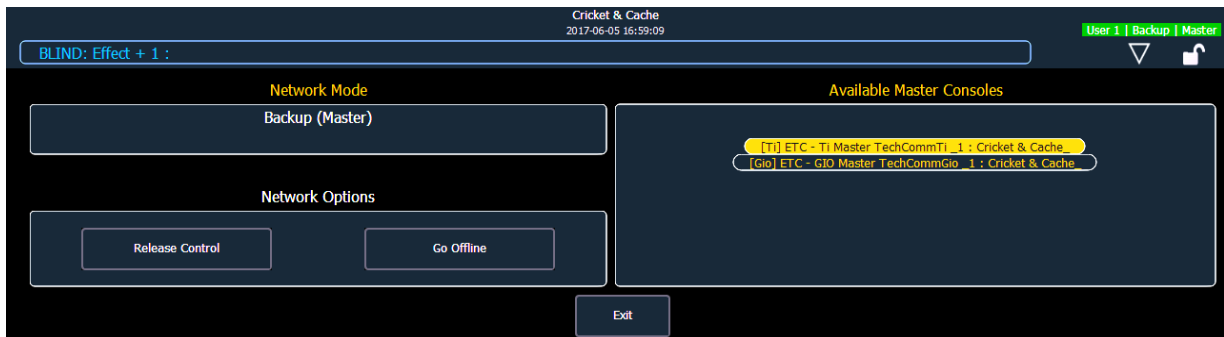 Cricket & Cache
2017-06-05 16:59:09
User 1 | Backup | Master
BLIND: Effect + 1 :
Network Mode
Backup (Master)
Network Options
Release Control
Go Offline
Available Master Consoles
[Ti] ETC - Ti Master TechCommTi _1 : Cricket & Cache_
[Gio] ETC - GIO Master TechCommGio _1 : Cricket & Cache_
Exit